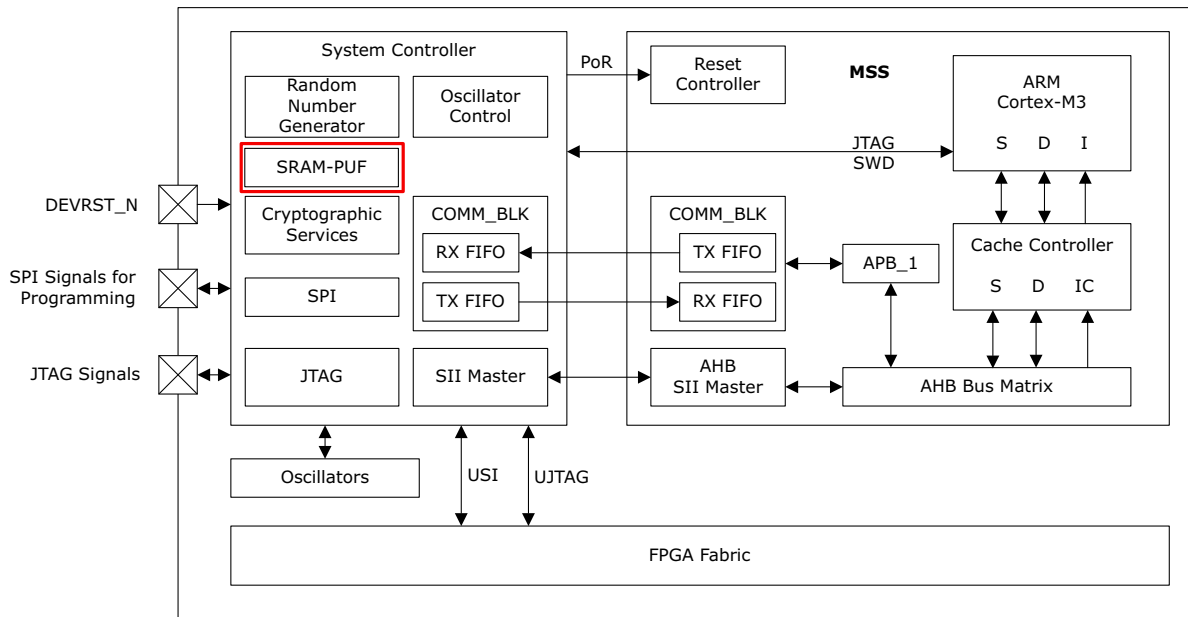 System Controller
Random
Number
Generator
Oscillator
Control
SRAM-PUF
Cryptographic
Services
COMM_BLK
RX FIFO
TX FIFO
SPI
JTAG
SII Master
DEVRST_N
SPI Signals for
Programming
JTAG Signals
PoR
Reset
Controller
MSS
ARM
Cortex-M3
S D I
JTAG
SWD
COMM_BLK
TX FIFO
RX FIFO
APB_1
Cache Controller
S D IC
AHB
SII Master
AHB Bus Matrix
Oscillators
USI
UJTAG
FPGA Fabric